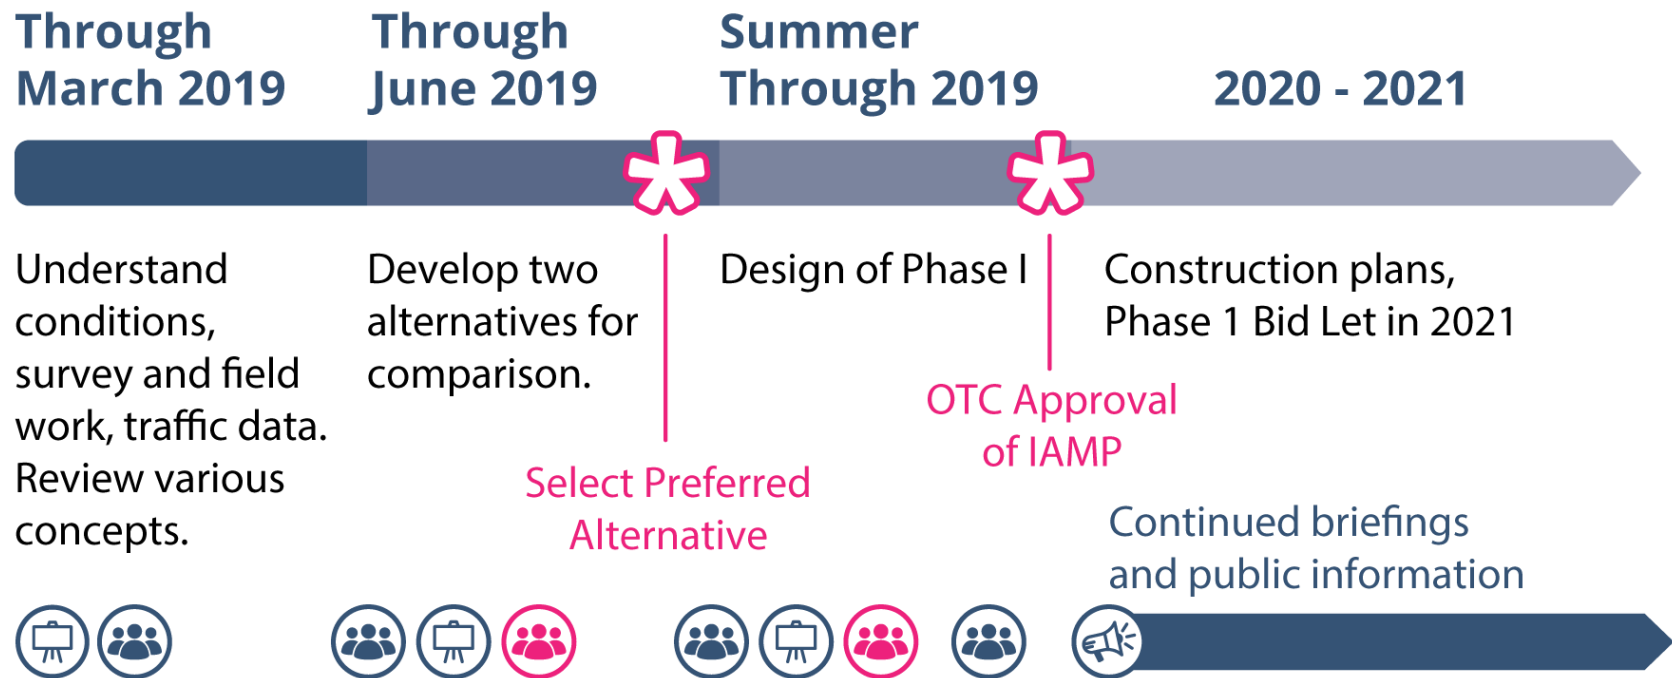 Through
March 2019
Through
June 2019
Summer
Through 2019
2020 - 2021
Understand
conditions,
survey and field
work, traffic data.
Review various
concepts.
Develop two
alternatives for
comparison.
Select Preferred
Alternative
Design of Phase I
OTC Approval
of IAMP
Construction plans,
Phase 1 Bid Let in 2021
Continued briefings
and public information